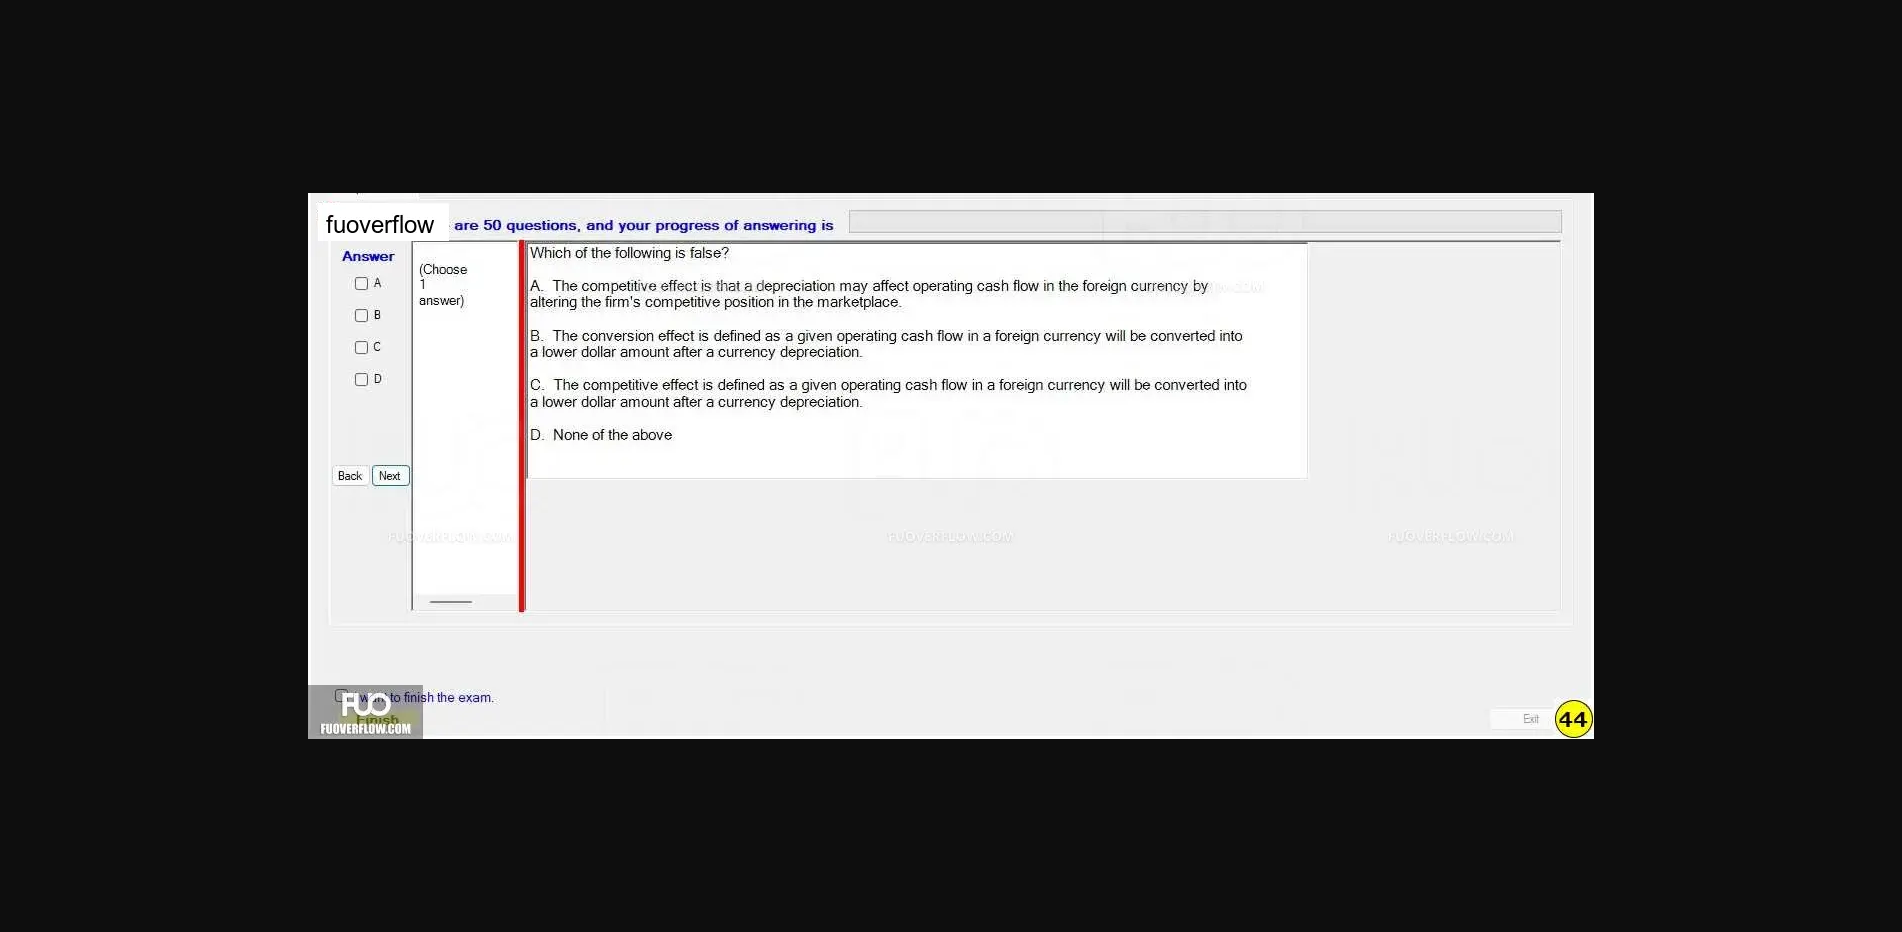 fuoverflow
are 50 questions, and your progress of answering is
Answer
A
B
C
D
Back
Next
(Choose
1
answer)
Which of the following is false?
A. The competitive effect is that a depreciation may affect operating cash flow in the foreign currency by
altering the firm's competitive position in the marketplace.
B. The conversion effect is defined as a given operating cash flow in a foreign currency will be converted into
a lower dollar amount after a currency depreciation.
C. The competitive effect is defined as a given operating cash flow in a foreign currency will be converted into
a lower dollar amount after a currency depreciation.
D. None of the above
FUOVERFLOW.COM
FUOVERFLOW.COM
FUOVERFLOW.COM
want to finish the exam.
FUO
Finish
FUOVERFLOW.COM
Exit
44